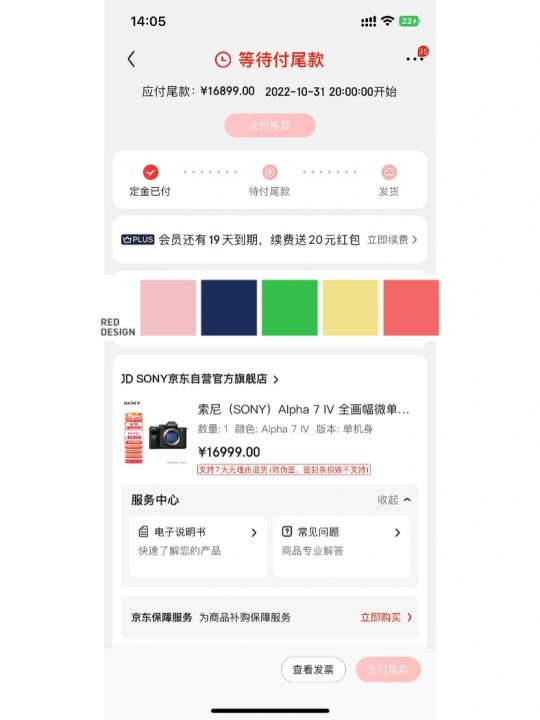 14:05
22
等待付尾款
35
应付尾款：¥16899.00 2022-10-31 20:00:00开始
支付尾款
定金已付
待付尾款
发货
PLUS 会员还有19天到期，续费送20元红包 立即续费
RED
DESIGN
JD SONY京东自营官方旗舰店
SONY
索尼（SONY）Alpha 7 IV 全画幅微单...
数量: 1 颜色: Alpha 7 IV 版本: 单机身
¥16999.00
支持7天无理由退货(防伪签、密封条损毁不支持)
服务中心
收起
电子说明书
快速了解您的产品
常见问题
商品专业解答
京东保障服务 为商品补购保障服务
立即购买
查看发票
支付尾款